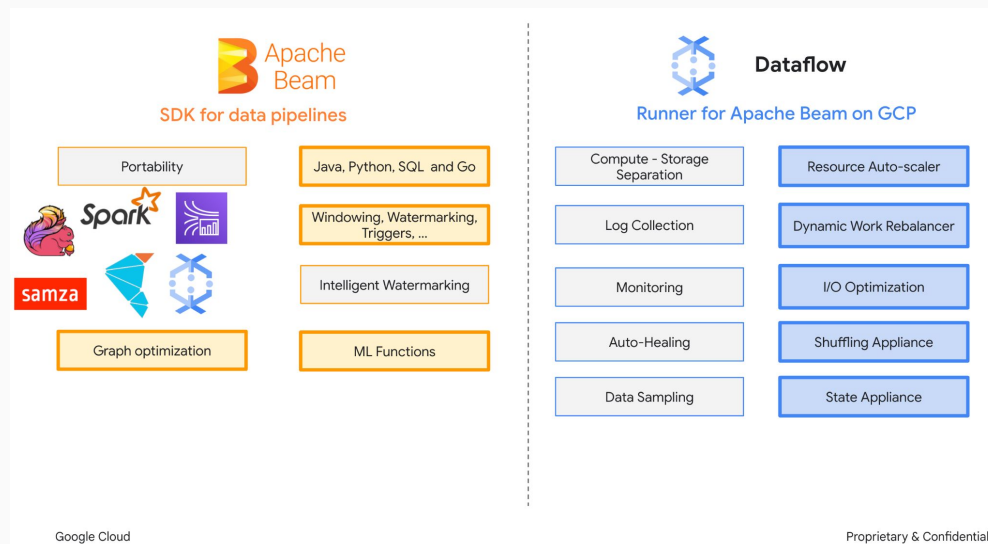 Apache
Beam
SDK for data pipelines
Portability
Java, Python, SQL and Go
Spark
Windowing, Watermarking,
Triggers, ...
samza
Intelligent Watermarking
Graph optimization
ML Functions
Dataflow
Runner for Apache Beam on GCP
Compute - Storage
Separation
Resource Auto-scaler
Log Collection
Dynamic Work Rebalancer
Monitoring
I/O Optimization
Auto-Healing
Shuffling Appliance
Data Sampling
State Appliance
Google Cloud
Proprietary & Confidential